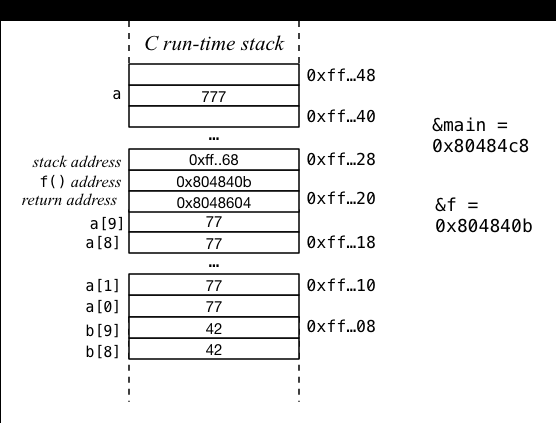 C run-time stack
0xff…48
a 777
0xff…40
&main =
0x80484c8
…
stack address 0xff..68 0xff…28
f() address 0x804840b
return address 0x8048604 0xff…20
&f =
0x804840b
a[9] 77
a[8] 77 0xff…18
…
a[1] 77 0xff…10
a[0] 77
b[9] 42 0xff…08
b[8] 42